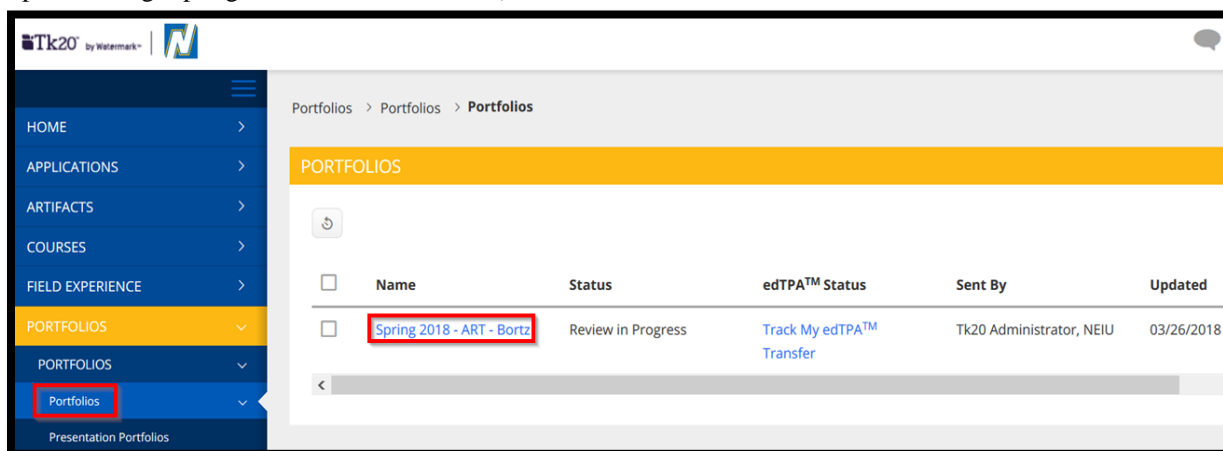 Tk20™ by Watermark™
Portfolios > Portfolios > Portfolios
HOME
APPLICATIONS
ARTIFACTS
COURSES
FIELD EXPERIENCE
PORTFOLIOS
PORTFOLIOS
Portfolios
Presentation Portfolios
PORTFOLIOS
Name Status edTPA™ Status Sent By Updated
Spring 2018 - ART - Bortz Review in Progress Track My edTPA™ Tk20 Administrator, NEIU 03/26/2018
Transfer